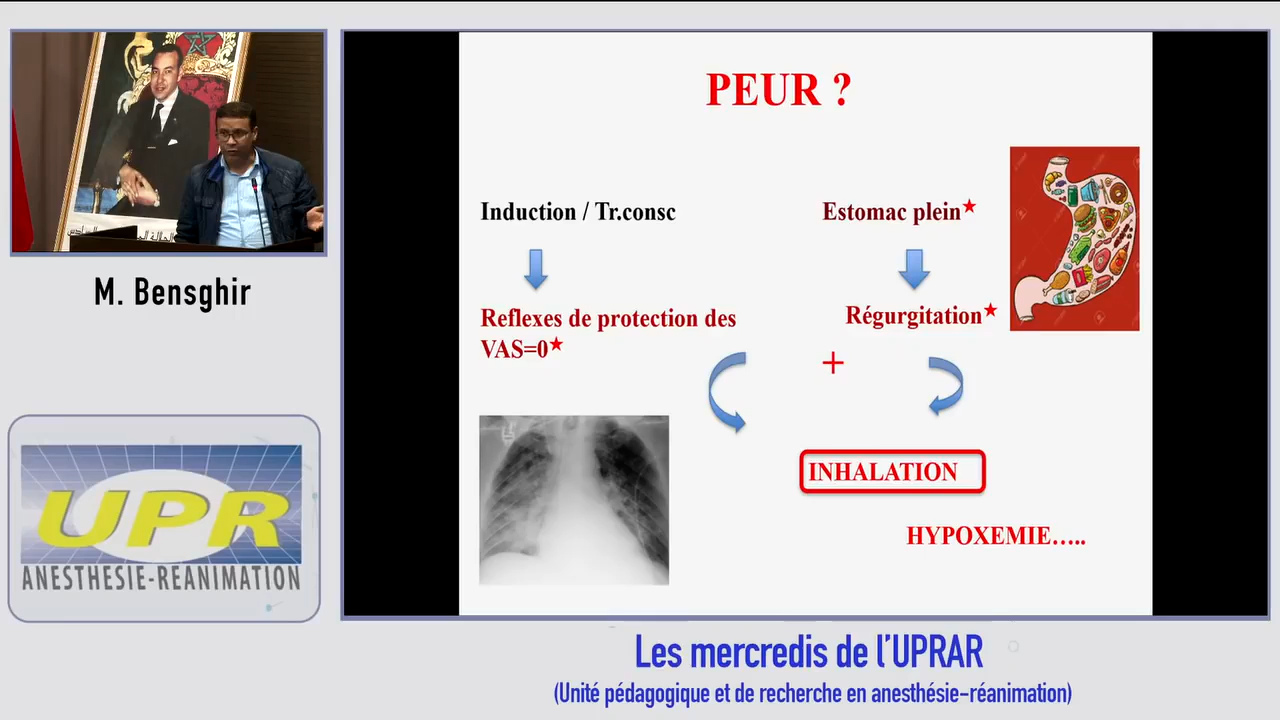 M. Bensghir
UPR
ANESTHESIE-REANIMATION
PEUR ?
Induction / Tr.consc
Estomac plein★
Reflexes de protection des
VAS=0★
Régurgitation★
+
INHALATION
HYPOXEMIE…..
Les mercredis de l’UPRAR
(Unité pédagogique et de recherche en anesthésie-réanimation)